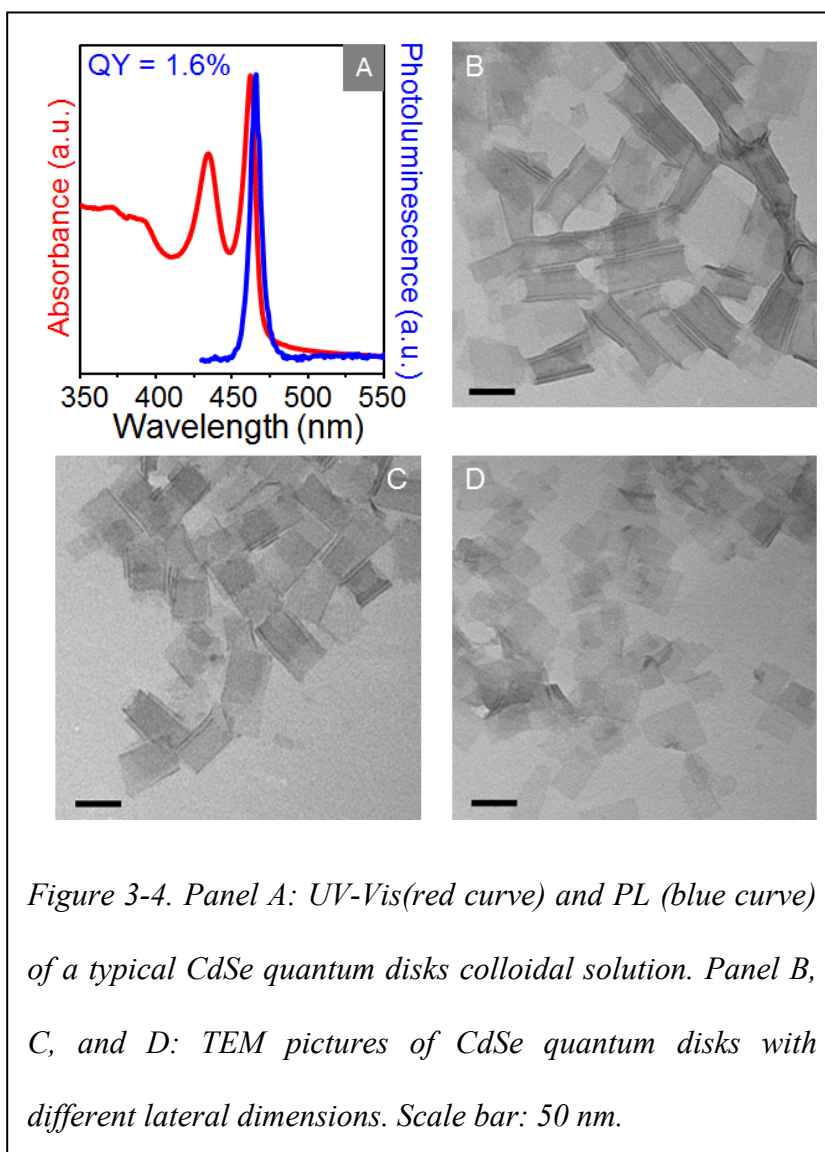 QY = 1.6%
A
Absorbance (a.u.)
Photoluminescence (a.u.)
350 400 450 500 550
Wavelength (nm)
B
C
D
Figure 3-4. Panel A: UV-Vis(red curve) and PL (blue curve)
of a typical CdSe quantum disks colloidal solution. Panel B,
C, and D: TEM pictures of CdSe quantum disks with
different lateral dimensions. Scale bar: 50 nm.